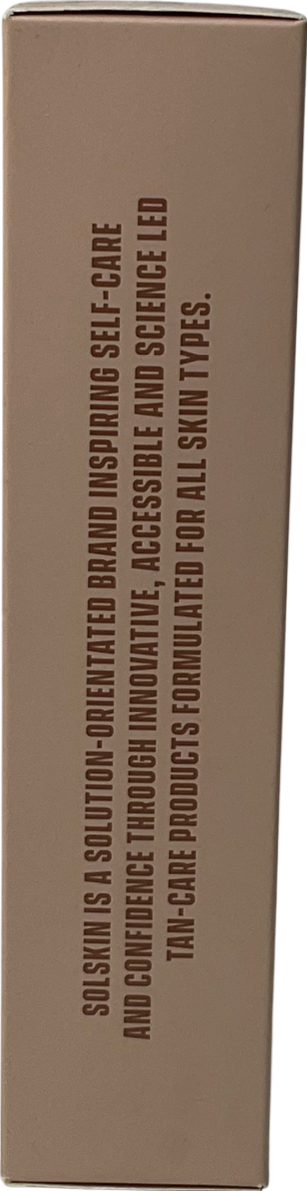 SOLSKIN IS A SOLUTION-ORIENTATED BRAND INSPIRING SELF-CARE
AND CONFIDENCE THROUGH INNOVATIVE, ACCESSIBLE AND SCIENCE LED
TAN-CARE PRODUCTS FORMULATED FOR ALL SKIN TYPES.